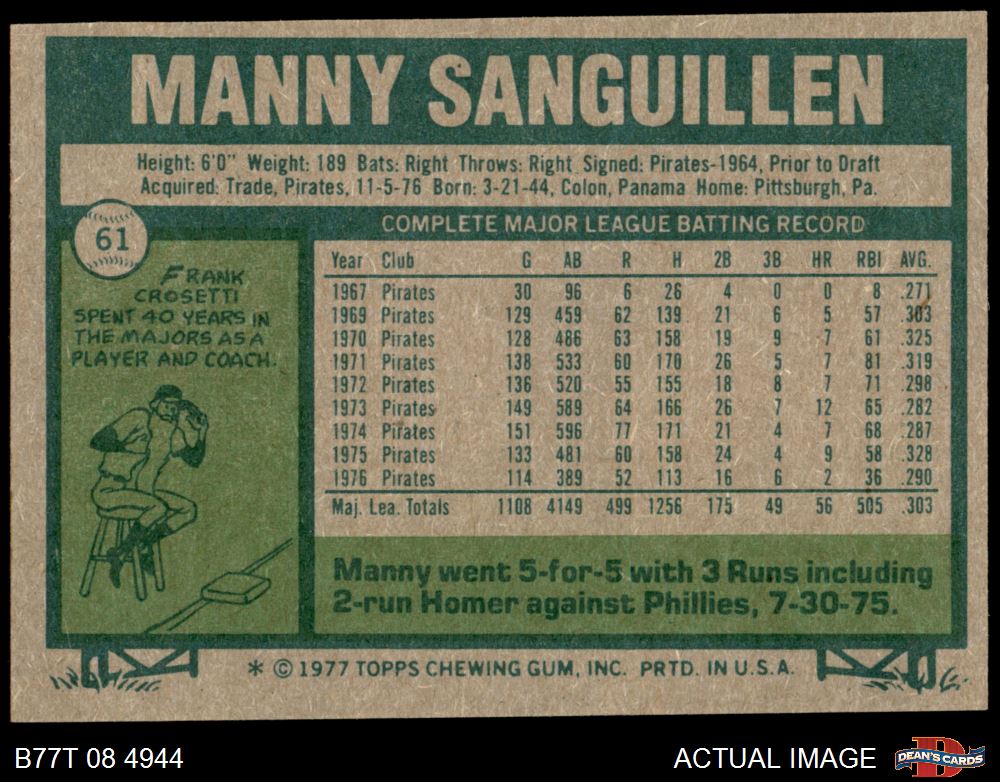 MANNY SANGUILLEN
Height: 6'0" Weight: 189 Bats: Right Throws: Right Signed: Pirates-1964, Prior to Draft
Acquired: Trade, Pirates, 11-5-76 Born: 3-21-44, Colon, Panama Home: Pittsburgh, Pa.
61
FRANK
CROSETTI
SPENT 40 YEARS IN
THE MAJORS AS A
PLAYER AND COACH.
COMPLETE MAJOR LEAGUE BATTING RECORD
Year Club G AB R H 2B 3B HR RBI AVG.
1967 Pirates 30 96 6 26 4 0 0 8 .271
1969 Pirates 129 459 62 139 21 6 5 57 .303
1970 Pirates 128 486 63 158 19 9 7 61 .325
1971 Pirates 138 533 60 170 26 5 7 81 .319
1972 Pirates 136 520 55 155 18 8 7 71 .298
1973 Pirates 149 589 64 166 26 7 12 65 .282
1974 Pirates 151 596 77 171 21 4 7 68 .287
1975 Pirates 133 481 60 158 24 4 9 58 .328
1976 Pirates 114 389 52 113 16 6 2 36 .290
Maj. Lea. Totals 1108 4149 499 1256 175 49 56 505 .303
Manny went 5-for-5 with 3 Runs including
2-run Homer against Phillies, 7-30-75.
* © 1977 TOPPS CHEWING GUM, INC. PRTD. IN U.S.A.
B77T 08 4944
ACTUAL IMAGE
D
DEAN'S CARDS